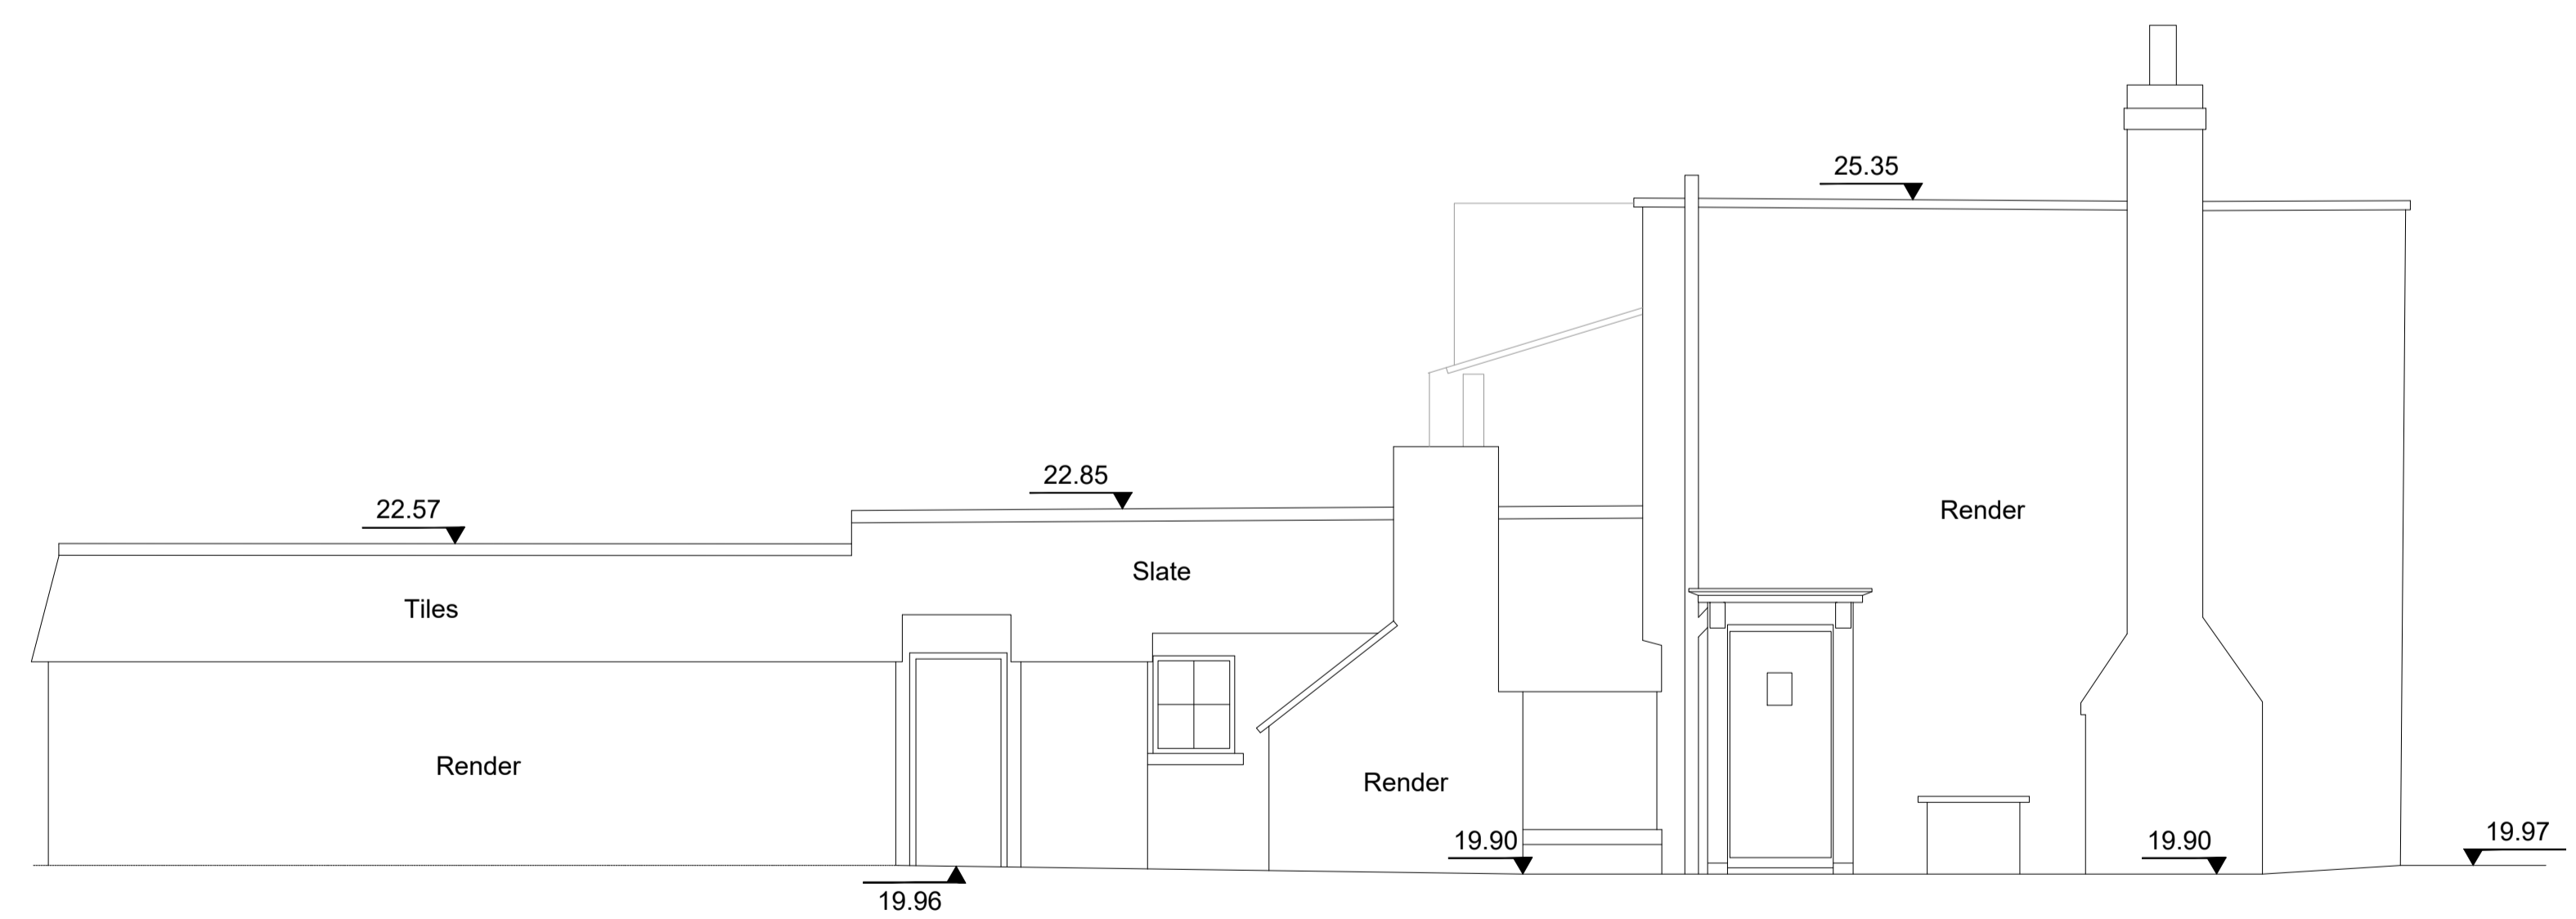 25.35
22.85
22.57
Render
Slate
Tiles
Render
Render
19.90
19.90
19.97
19.96